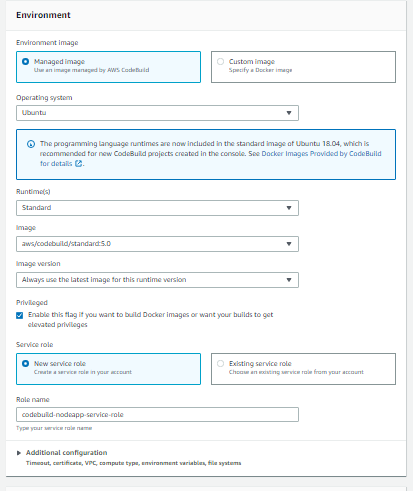 Environment
Environment image
Managed image
Use an image managed by AWS CodeBuild
Custom image
Specify a Docker image
Operating system
Ubuntu
The programming language runtimes are now included in the standard image of Ubuntu 18.04, which is
recommended for new CodeBuild projects created in the console. See Docker Images Provided by CodeBuild
for details.
Runtime(s)
Standard
Image
aws/codebuild/standard:5.0
Image version
Always use the latest image for this runtime version
Privileged
Enable this flag if you want to build Docker images or want your builds to get
elevated privileges
Service role
New service role
Create a service role in your account
Existing service role
Choose an existing service role from your account
Role name
codebuild-nodeapp-service-role
Type your service role name
Additional configuration
Timeout, certificate, VPC, compute type, environment variables, file systems